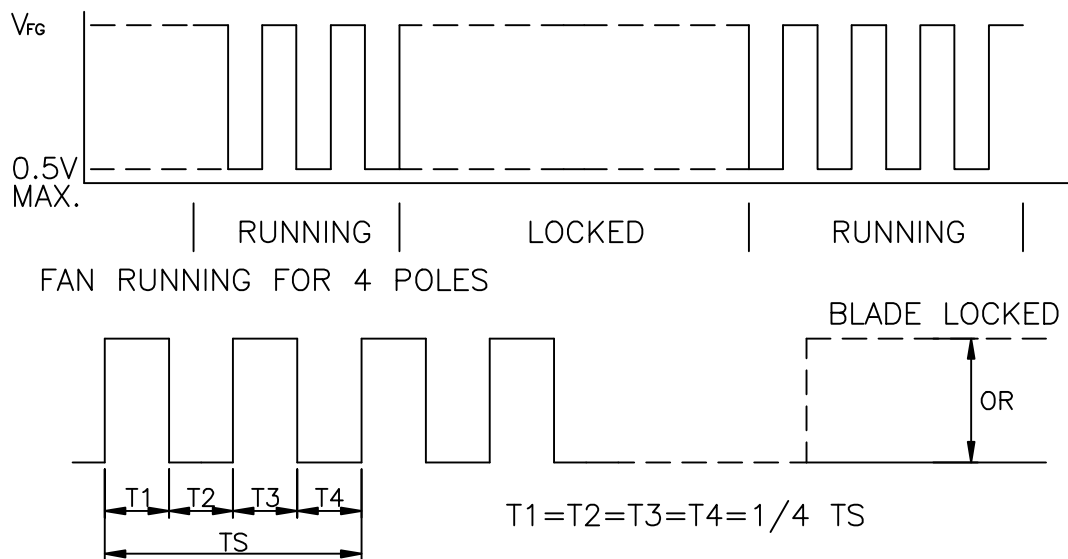 VFG
0.5V
MAX.
RUNNING LOCKED RUNNING
FAN RUNNING FOR 4 POLES
BLADE LOCKED
OR
T1 T2 T3 T4
T1=T2=T3=T4=1/4 TS
TS